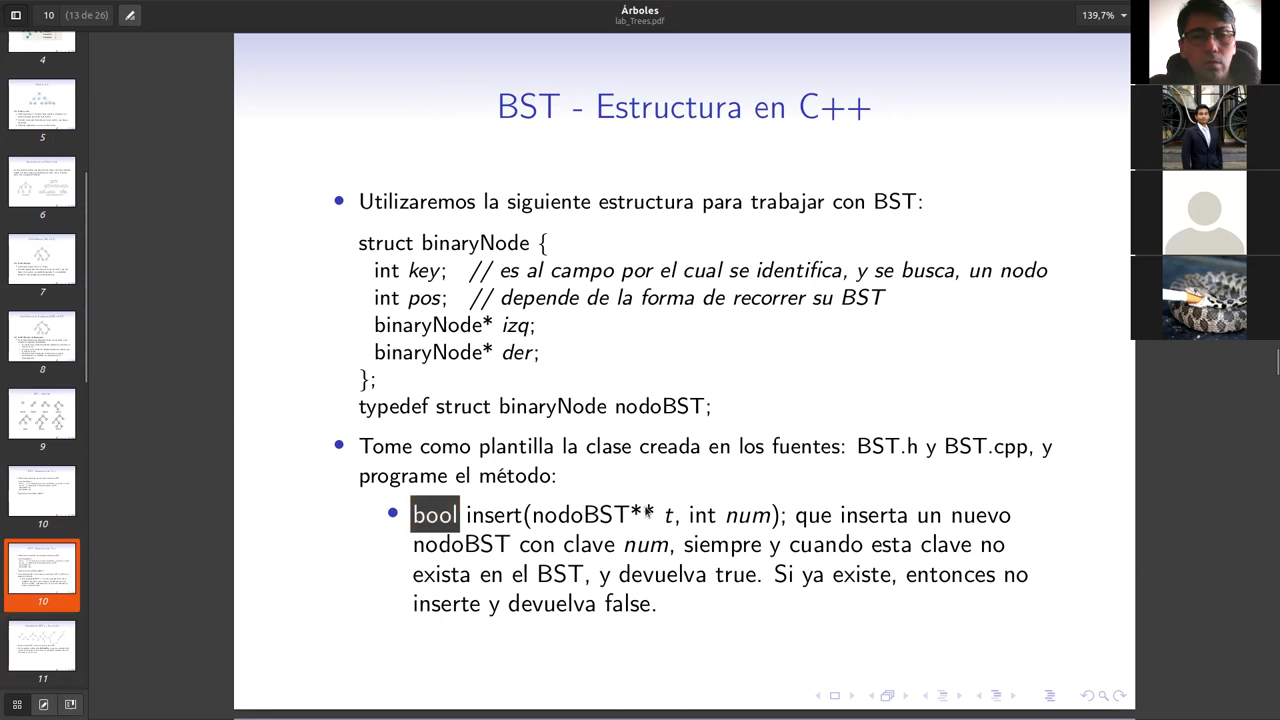 10 (13 de 26)
Árboles
lab_Trees.pdf
139,7%
4
5
6
7
8
9
10
10
11
BST - Estructura en C++
Utilizaremos la siguiente estructura para trabajar con BST:
struct binaryNode {
int key; // es al campo por el cual se identifica, y se busca, un nodo
int pos; // depende de la forma de recorrer su BST
binaryNode* izq;
binaryNode* der;
};
typedef struct binaryNode nodoBST;
Tome como plantilla la clase creada en los fuentes: BST.h y BST.cpp, y
programe el método:
bool insert(nodoBST** t, int num); que inserta un nuevo
nodoBST con clave num, siempre y cuando esta clave no
existe en el BST, y devuelva true. Si ya existe, entonces no
inserte y devuelva false.